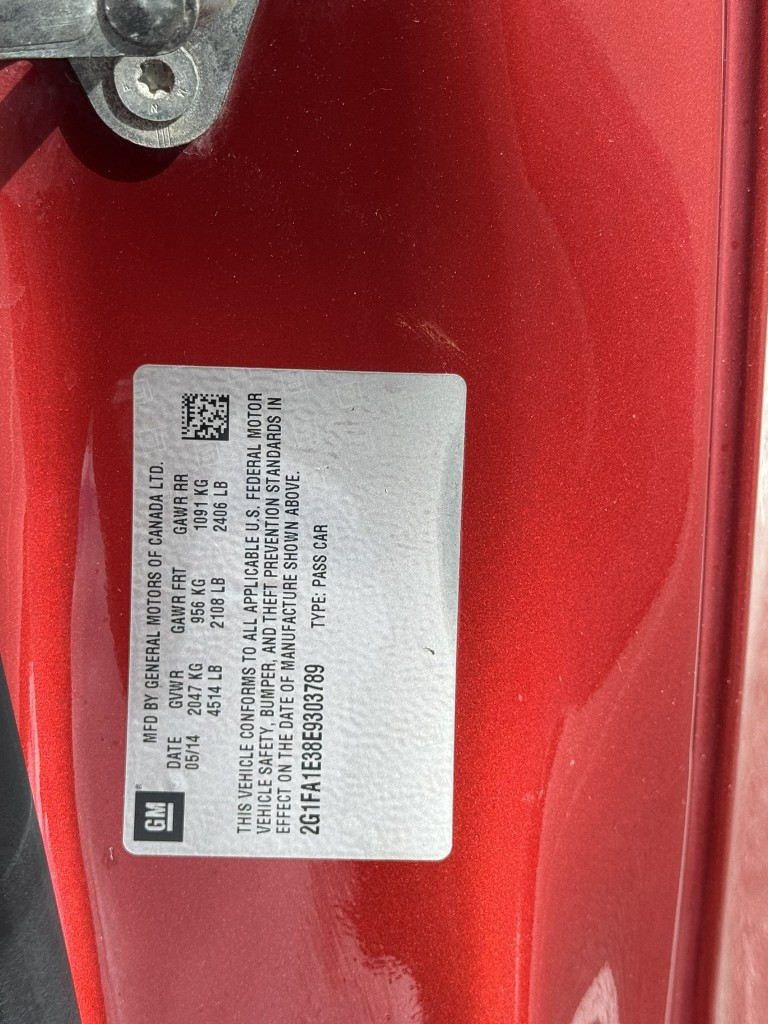 GM
MFD BY GENERAL MOTORS OF CANADA LTD.
DATE GVWR GAWR FRT GAWR RR
05/14 2047 KG 956 KG 1091 KG
4514 LB 2108 LB 2406 LB
THIS VEHICLE CONFORMS TO ALL APPLICABLE U.S. FEDERAL MOTOR
VEHICLE SAFETY, BUMPER, AND THEFT PREVENTION STANDARDS IN
EFFECT ON THE DATE OF MANUFACTURE SHOWN ABOVE.
2G1FA1E38E9303789 TYPE: PASS CAR